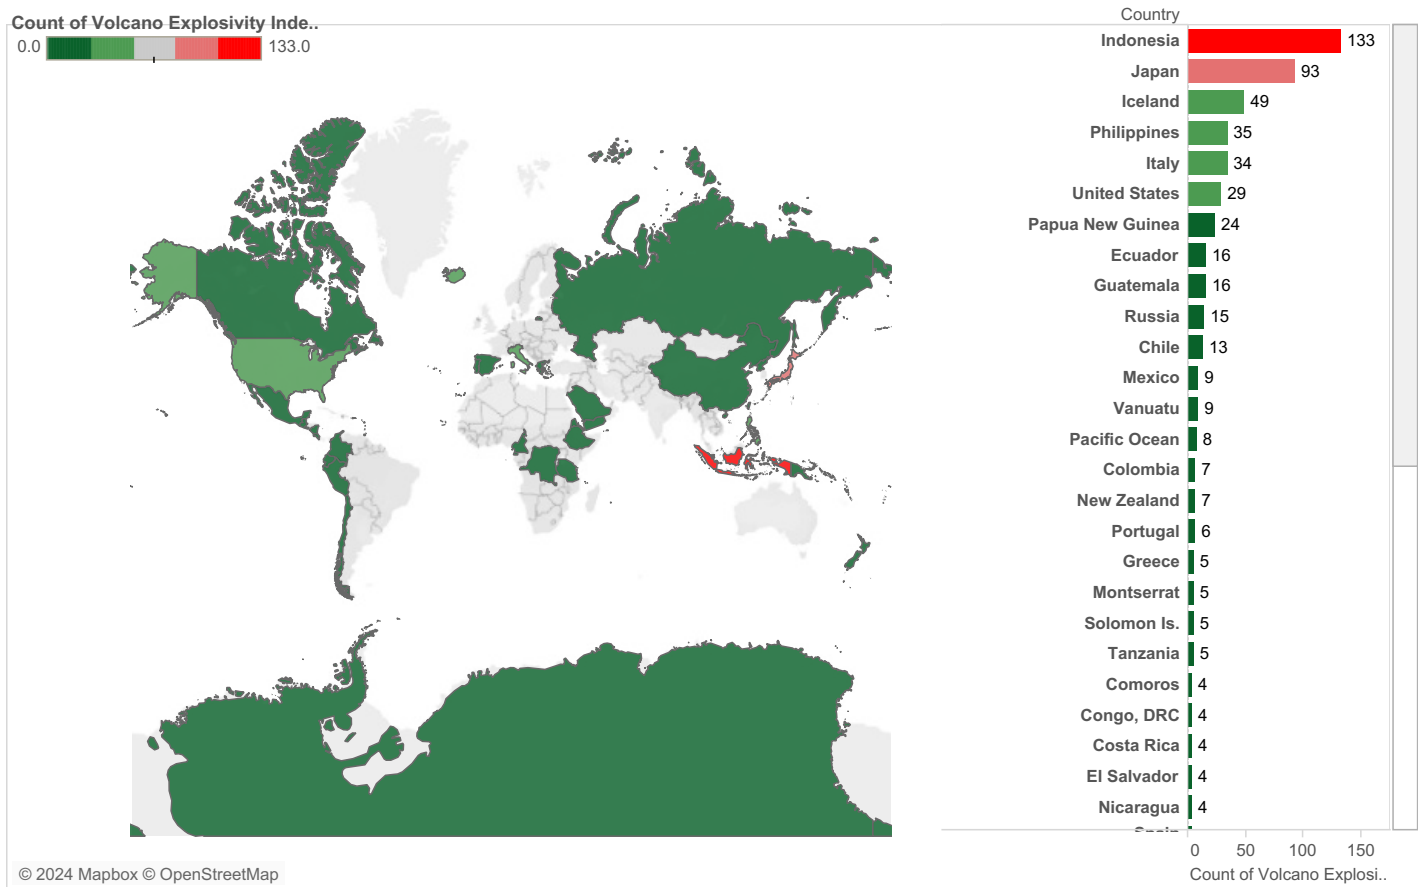 Count of Volcano Explosivity Inde..
0.0 133.0
Country
Indonesia 133
Japan 93
Iceland 49
Philippines 35
Italy 34
United States 29
Papua New Guinea 24
Ecuador 16
Guatemala 16
Russia 15
Chile 13
Mexico 9
Vanuatu 9
Pacific Ocean 8
Colombia 7
New Zealand 7
Portugal 6
Greece 5
Montserrat 5
Solomon Is. 5
Tanzania 5
Comoros 4
Congo, DRC 4
Costa Rica 4
El Salvador 4
Nicaragua 4
Spain
0 50 100 150
Count of Volcano Explosi..
© 2024 Mapbox © OpenStreetMap